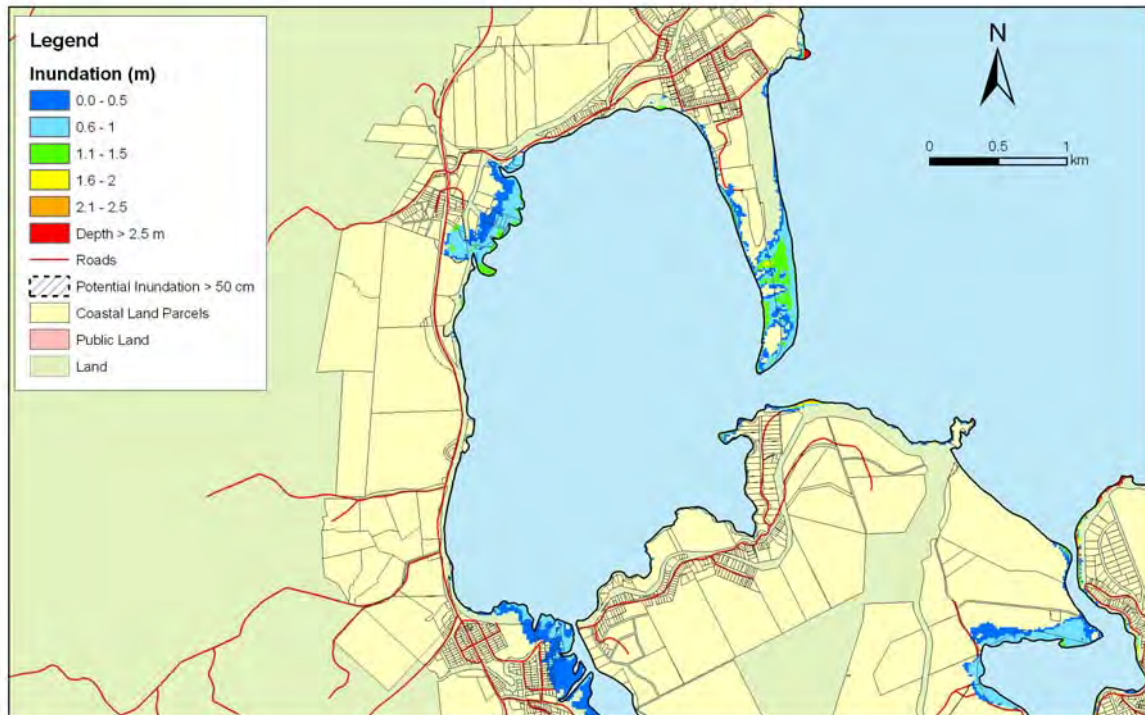 Legend
Inundation (m)
0.0 - 0.5
0.6 - 1
1.1 - 1.5
1.6 - 2
2.1 - 2.5
Depth > 2.5 m
Roads
Potential Inundation > 50 cm
Coastal Land Parcels
Public Land
Land
N
0 0.5 1
km